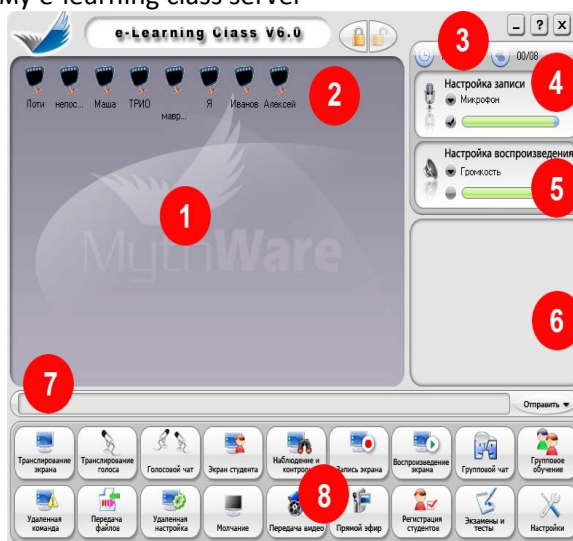 My e-learning class server
e-Learning Class V6.0
3
00/08
4
Настройка записи
Микрофон
2
Лоти непос... Маша ТРИО мавр... Я Иванов Алексей
Настройка воспроизведения
Громкость
5
1
MythWare
6
7
Отправить
Транслирование экрана
Транслирование голоса
Голосовой чат
Экран студента
Наблюдение и контроль
Запись экрана
Воспроизведение экрана
Групповой чат
Групповое обучение
8
Удаленная команда
Передача файлов
Удаленная настройка
Молчание
Передача видео
Прямой эфир
Регистрация студентов
Экзамены и тесты
Настройки